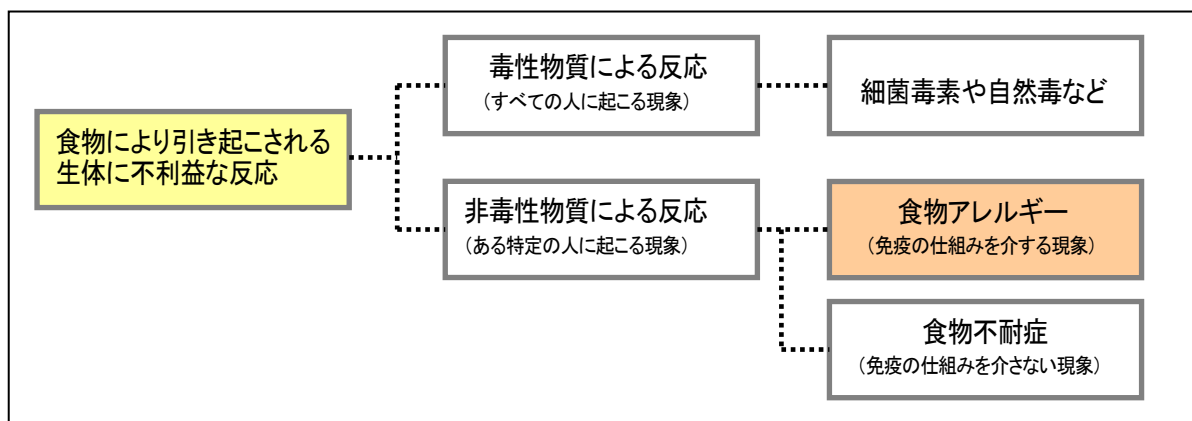 食物により引き起こされる
生体に不利益な反応
毒性物質による反応
（すべての人に起こる現象）
細菌毒素や自然毒など
非毒性物質による反応
（ある特定の人に起こる現象）
食物アレルギー
（免疫の仕組みを介する現象）
食物不耐症
（免疫の仕組みを介さない現象）